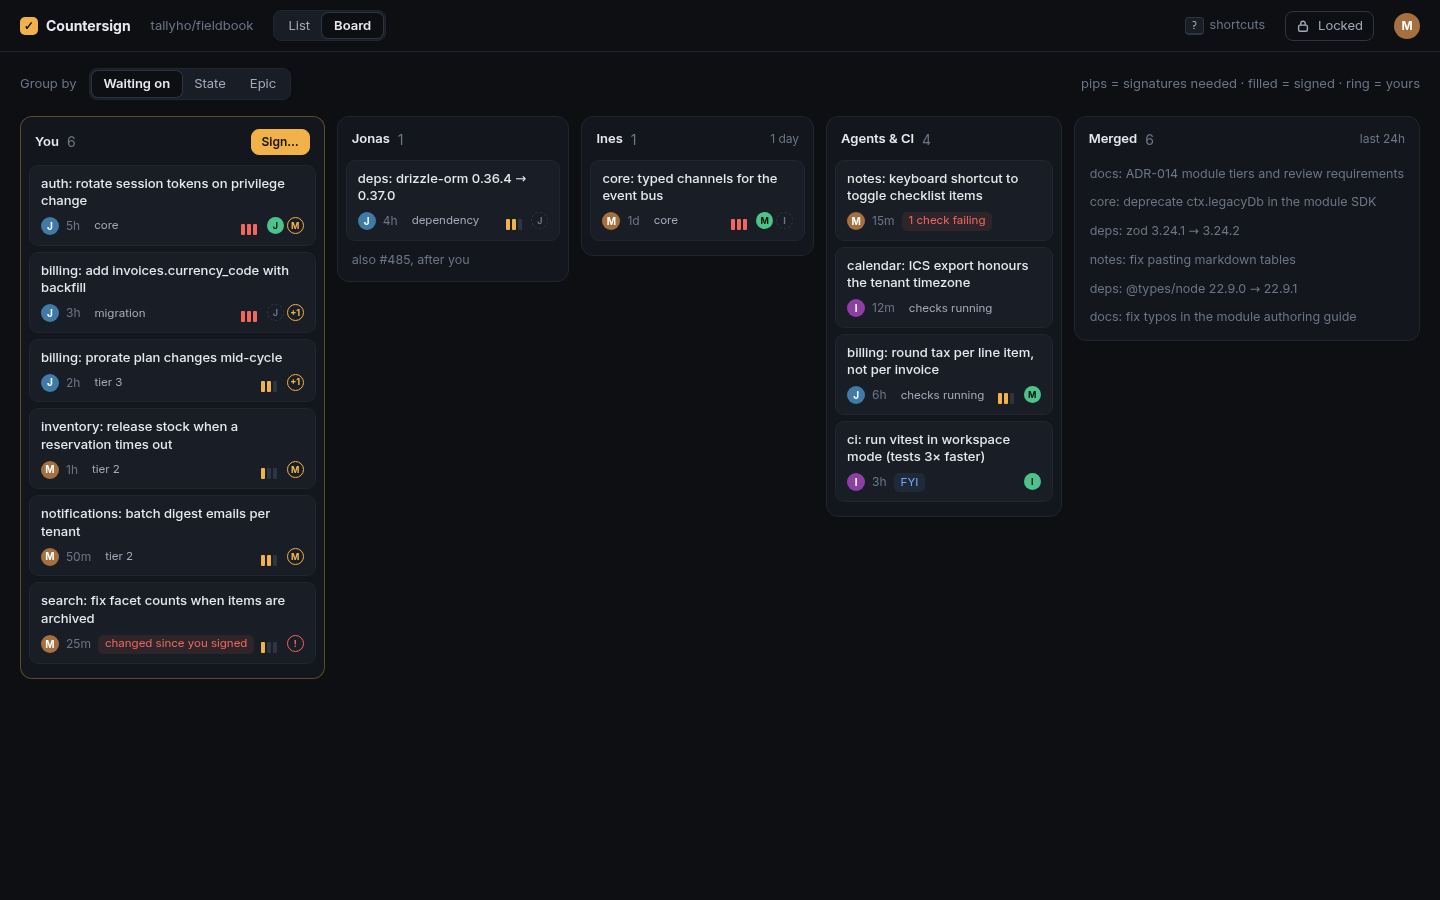 ✓ Countersign tallyho/fieldbook List Board ? shortcuts Locked M
Group by Waiting on State Epic pips = signatures needed · filled = signed · ring = yours
You 6 Sign...
auth: rotate session tokens on privilege
change
J 5h core J M
billing: add invoices.currency_code with
backfill
J 3h migration J +1
billing: prorate plan changes mid-cycle
J 2h tier 3 +1
inventory: release stock when a
reservation times out
M 1h tier 2 M
notifications: batch digest emails per
tenant
M 50m tier 2 M
search: fix facet counts when items are
archived
M 25m changed since you signed !
Jonas 1
deps: drizzle-orm 0.36.4 →
0.37.0
J 4h dependency J
also #485, after you
Ines 1 1 day
core: typed channels for the
event bus
M 1d core M I
Agents & CI 4
notes: keyboard shortcut to
toggle checklist items
M 15m 1 check failing
calendar: ICS export honours
the tenant timezone
I 12m checks running
billing: round tax per line item,
not per invoice
J 6h checks running M
ci: run vitest in workspace
mode (tests 3× faster)
I 3h FYI I
Merged 6 last 24h
docs: ADR-014 module tiers and review requirements
core: deprecate ctx.legacyDb in the module SDK
deps: zod 3.24.1 → 3.24.2
notes: fix pasting markdown tables
deps: @types/node 22.9.0 → 22.9.1
docs: fix typos in the module authoring guide